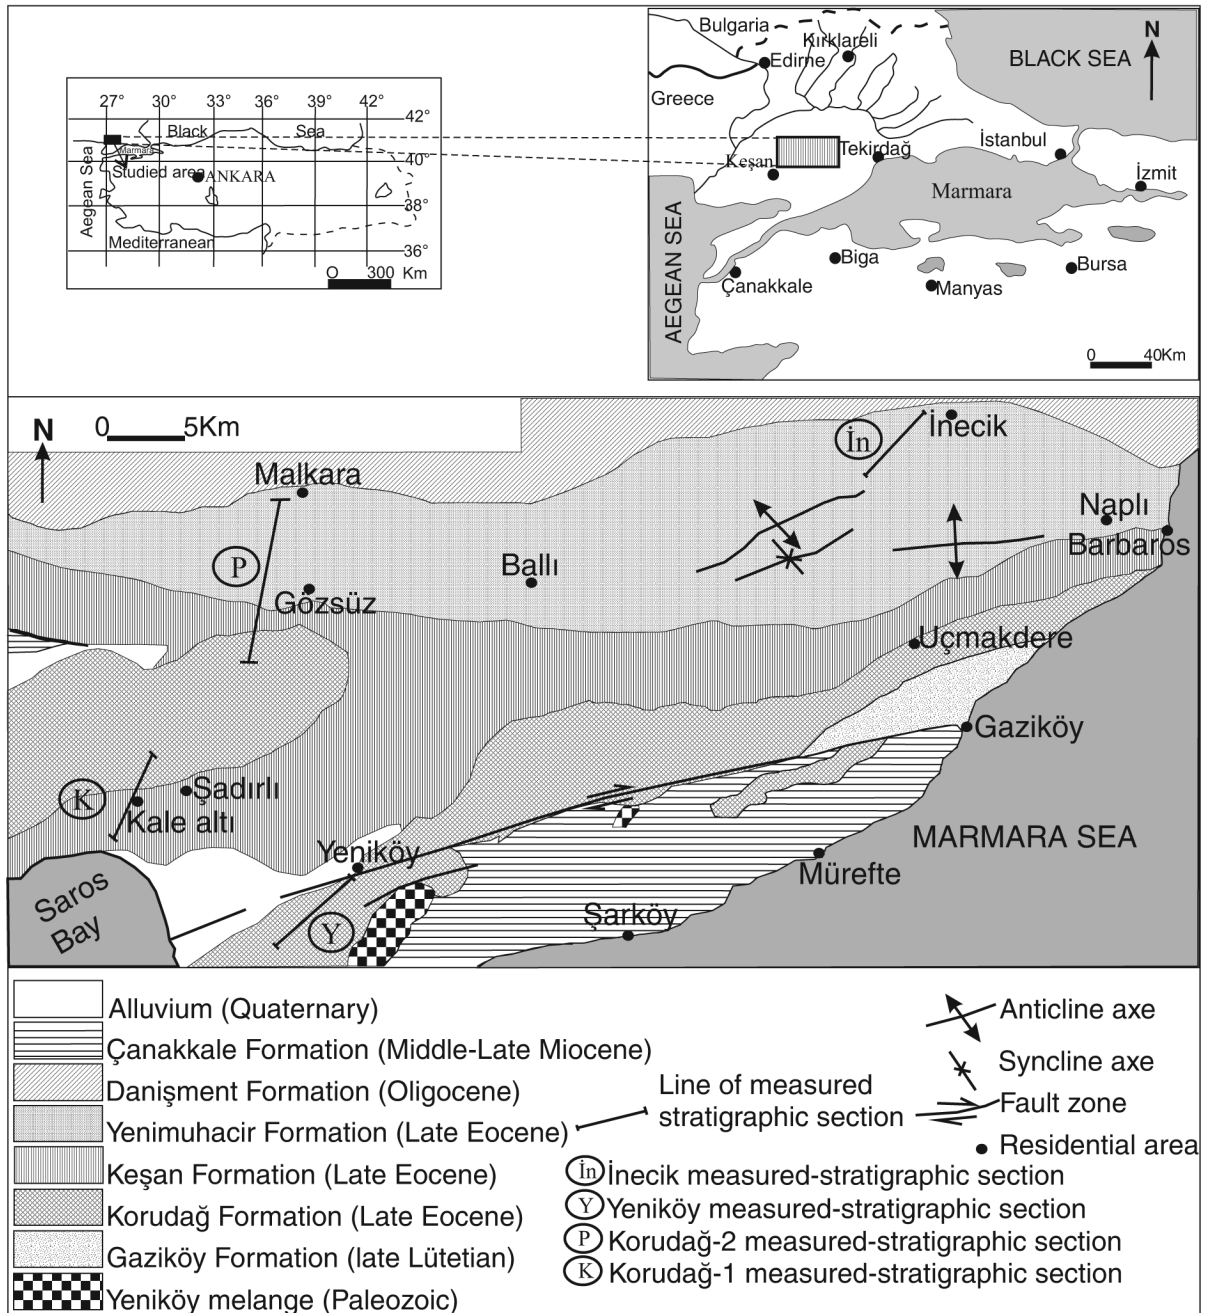 27° 30° 33° 36° 39° 42°
42°
Black Sea
Marmara
40°
Studied area
ANKARA
Aegean Sea
38°
Mediterranean
36°
O 300 Km
Bulgaria
Kırklareli
N
Edirne
BLACK SEA
Greece
İstanbul
Tekirdağ
Keşan
İzmit
Marmara
AEGEAN SEA
Biga
Bursa
Çanakkale
Manyas
0 40Km
N
0 5Km
İn
İnecik
Malkara
Naplı
Barbaros
P
Ballı
Gözsüz
Uçmakdere
Gaziköy
K
Şadırlı
Kale altı
MARMARA SEA
Yeniköy
Mürefte
Saros
Bay
Y
Şarköy
Alluvium (Quaternary)
Çanakkale Formation (Middle-Late Miocene)
Danişment Formation (Oligocene)
Yenimuhacir Formation (Late Eocene)
Keşan Formation (Late Eocene)
Korudağ Formation (Late Eocene)
Gaziköy Formation (late Lütetian)
Yeniköy melange (Paleozoic)
Line of measured
stratigraphic section
Anticline axe
Syncline axe
Fault zone
Residential area
İn İnecik measured-stratigraphic section
Y Yeniköy measured-stratigraphic section
P Korudağ-2 measured-stratigraphic section
K Korudağ-1 measured-stratigraphic section